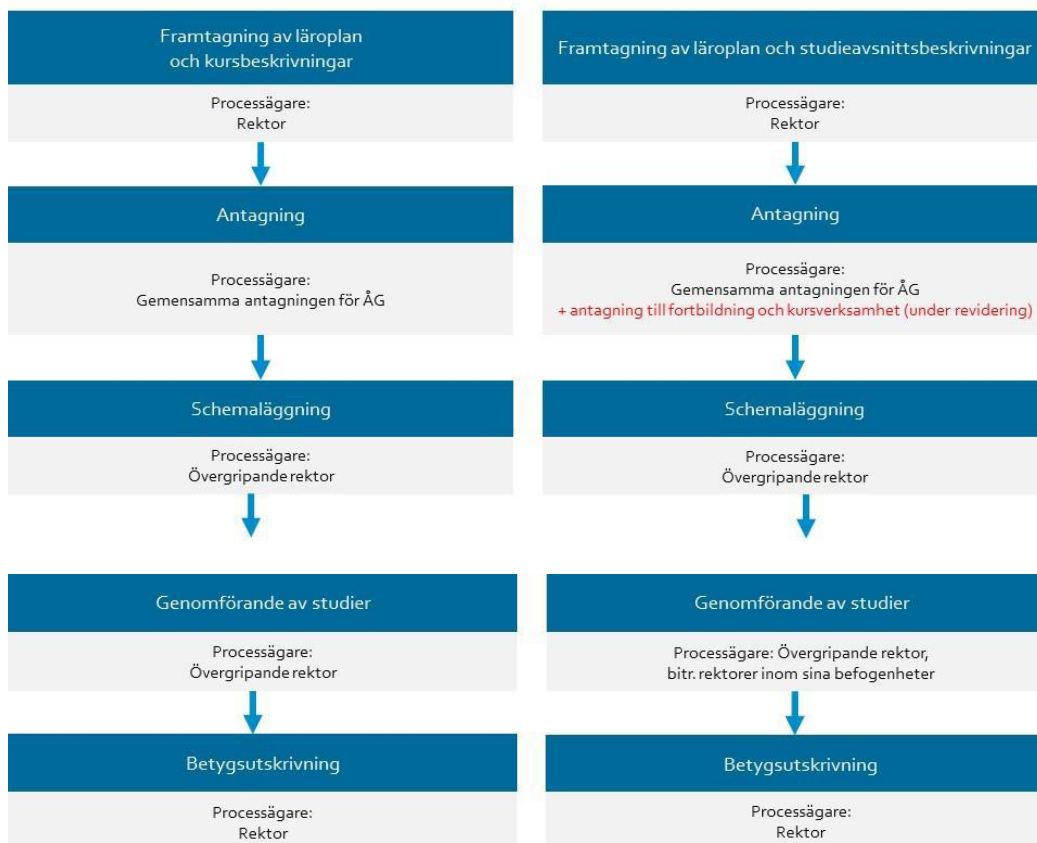 Framtagning av läroplan
och kursbeskrivningar
Processägare:
Rektor
Antagning
Processägare:
Gemensamma antagningen för ÅG
Schemaläggning
Processägare:
Övergripande rektor
Genomförande av studier
Processägare:
Övergripande rektor
Betygsutskrivning
Processägare:
Rektor
Framtagning av läroplan och studieavsnittsbeskrivningar
Processägare:
Rektor
Antagning
Processägare:
Gemensamma antagningen för ÅG
+ antagning till fortbildning och kursverksamhet (under revidering)
Schemaläggning
Processägare:
Övergripande rektor
Genomförande av studier
Processägare: Övergripande rektor,
bitr. rektorer inom sina befogenheter
Betygsutskrivning
Processägare:
Rektor